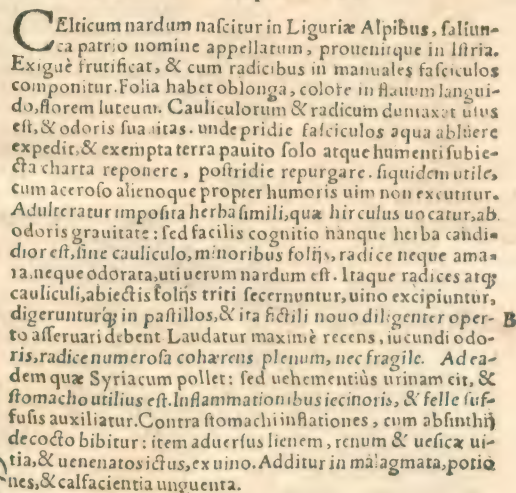 CElticum nardum naſcitur in Liguriæ Alpibus, ſaliun-
ca patrio nomine appellatum, prouenitque in Iſtria.
Exiguè frutificat, & cum radicibus in manuales faſciculos
componitur. Folia habet oblonga, colore in flauum langui-
do, florem luteum. Cauliculorum & radicum duntaxat uſus
eſt, & odoris ſuauitas. unde pridie faſciculos aqua abluere
expedit, & exempta terra pauito ſolo atque humenti ſubie-
cta charta reponere, poſtridie repurgare. ſiquidem utile,
cum aceroſo alienoque propter humoris uim non excutitur.
Adulteratur impoſita herba ſimili, quæ hirculus uocatur, ab
odoris grauitate: ſed facilis cognitio nanque herba candi-
dior eſt, ſine cauliculo, minoribus folijs, radice neque ama-
ra, neque odorata, uti uerum nardum eſt. Itaque radices atq;
cauliculi, abiectis folijs triti ſecernuntur, uino excipiuntur,
digerunturq; in paſtillos, & ita fictili nouo diligenter oper- B
to aſſeruari debent Laudatur maximè recens, iucundi odo-
ris, radice numeroſa cohærens plenum, nec fragile. Ad ea-
dem quæ Syriacum pollet: ſed uehementiùs urinam cit, &
ſtomacho utilius eſt. Inflammationibus iecinoris, & felle ſuf-
fuſis auxiliatur. Contra ſtomachi inflationes, cum abſinthij
decocto bibitur: item aduerſus lienem, renum & ueſicæ ui-
tia, & uenenatos ictus, ex uino. Additur in malagmata, potio
nes, & calfacientia unguenta.